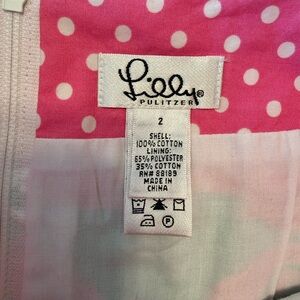 Lilly®
PULITZER
2
SHELL:
100% COTTON
LINING:
65% POLYESTER
35% COTTON
RN# 88189
MADE IN
CHINA
P